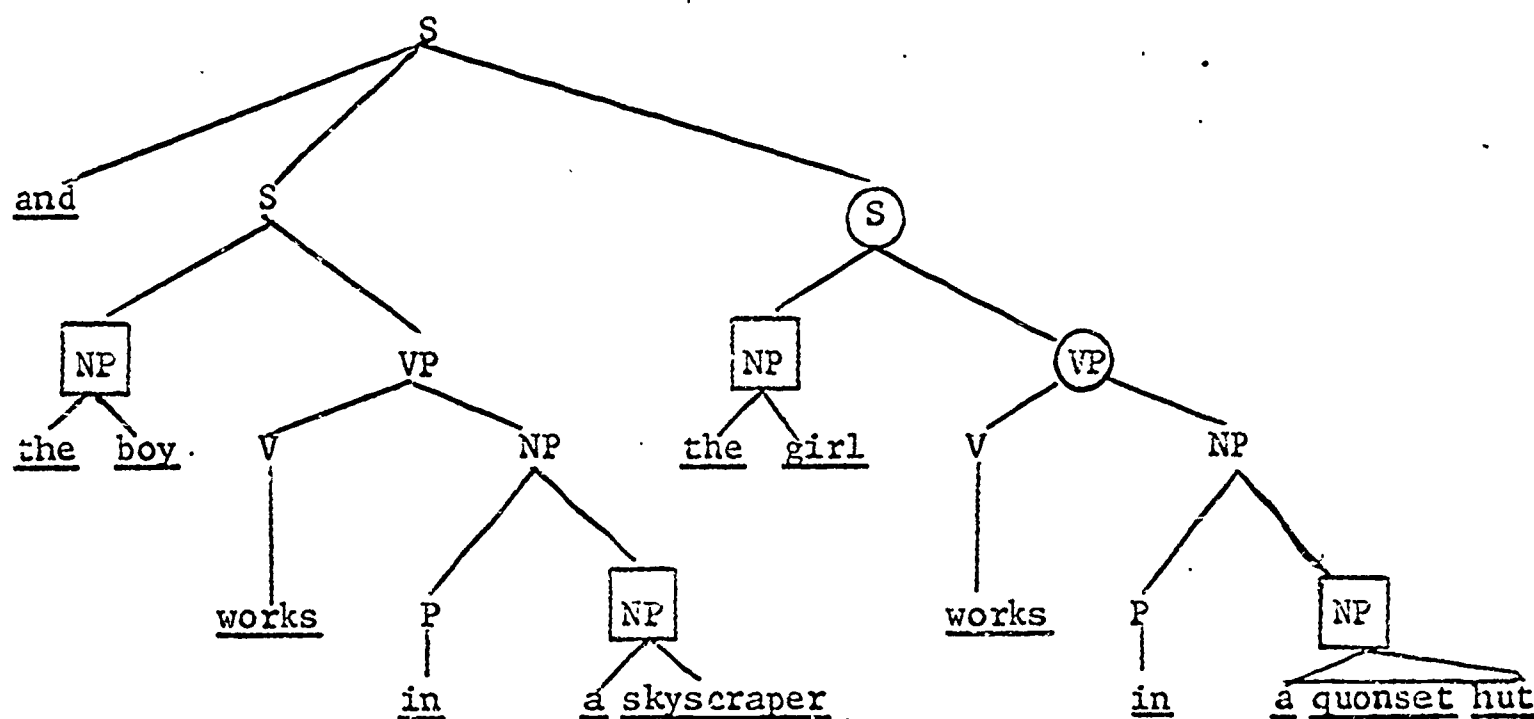 S
and S S
NP VP NP VP
the boy V NP the girl V NP
works P NP works P NP
in a skyscraper in a quonset hut